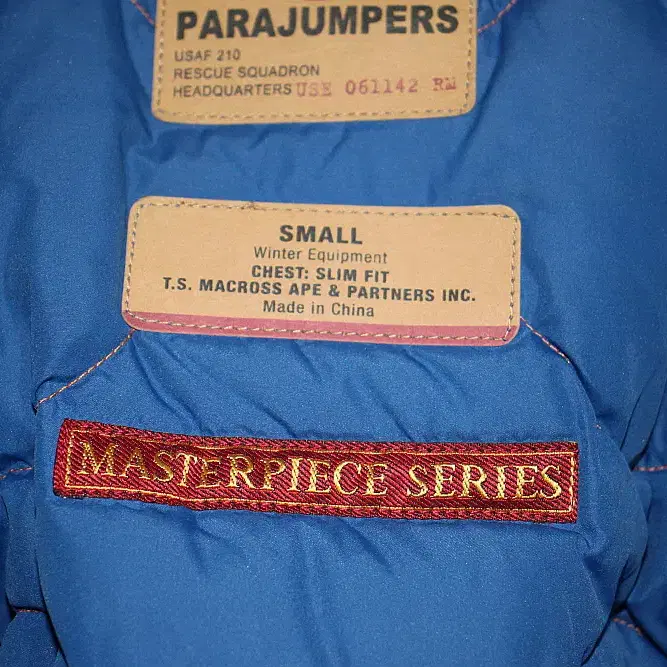 PARAJUMPERS
USAF 210
RESCUE SQUADRON
HEADQUARTERS USE 061142 RM
SMALL
Winter Equipment
CHEST: SLIM FIT
T.S. MACROSS APE & PARTNERS INC.
Made in China
MASTERPIECE SERIES